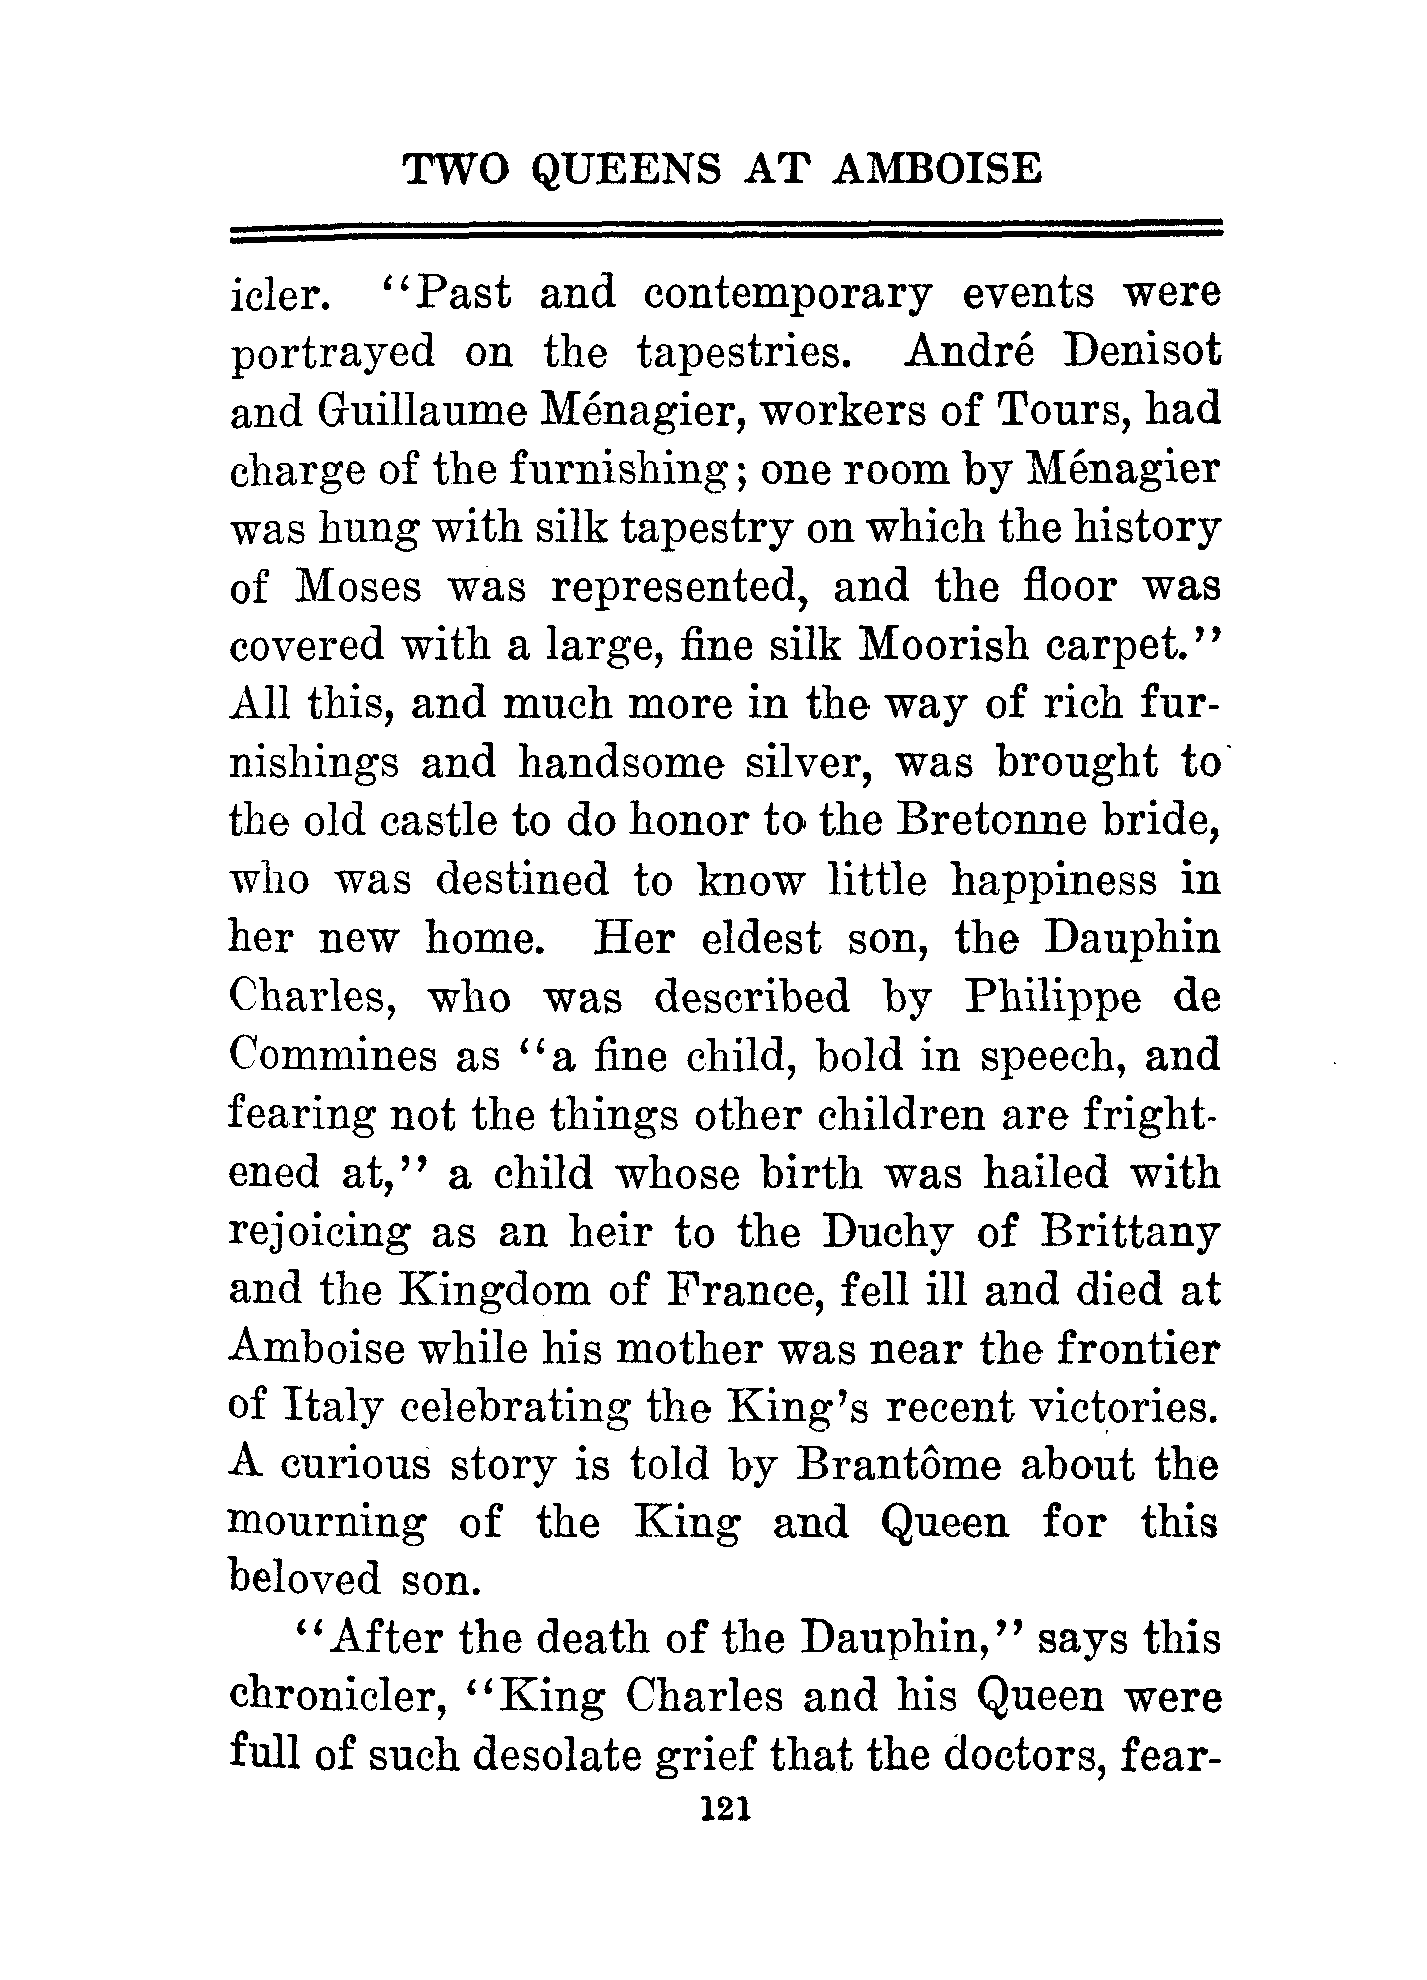 TWO QUEENS AT AMBOISE
icler. "Past and contemporary events were
portrayed on the tapestries. André Denisot
and Guillaume Ménagier, workers of Tours, had
charge of the furnishing; one room by Ménagier
was hung with silk tapestry on which the history
of Moses was represented, and the floor was
covered with a large, fine silk Moorish carpet."
All this, and much more in the way of rich fur-
nishings and handsome silver, was brought to
the old castle to do honor to the Bretonne bride,
who was destined to know little happiness in
her new home. Her eldest son, the Dauphin
Charles, who was described by Philippe de
Commines as "a fine child, bold in speech, and
fearing not the things other children are fright-
ened at," a child whose birth was hailed with
rejoicing as an heir to the Duchy of Brittany
and the Kingdom of France, fell ill and died at
Amboise while his mother was near the frontier
of Italy celebrating the King's recent victories.
A curious story is told by Brantôme about the
mourning of the King and Queen for this
beloved son.
"After the death of the Dauphin," says this
chronicler, "King Charles and his Queen were
full of such desolate grief that the doctors, fear-
121